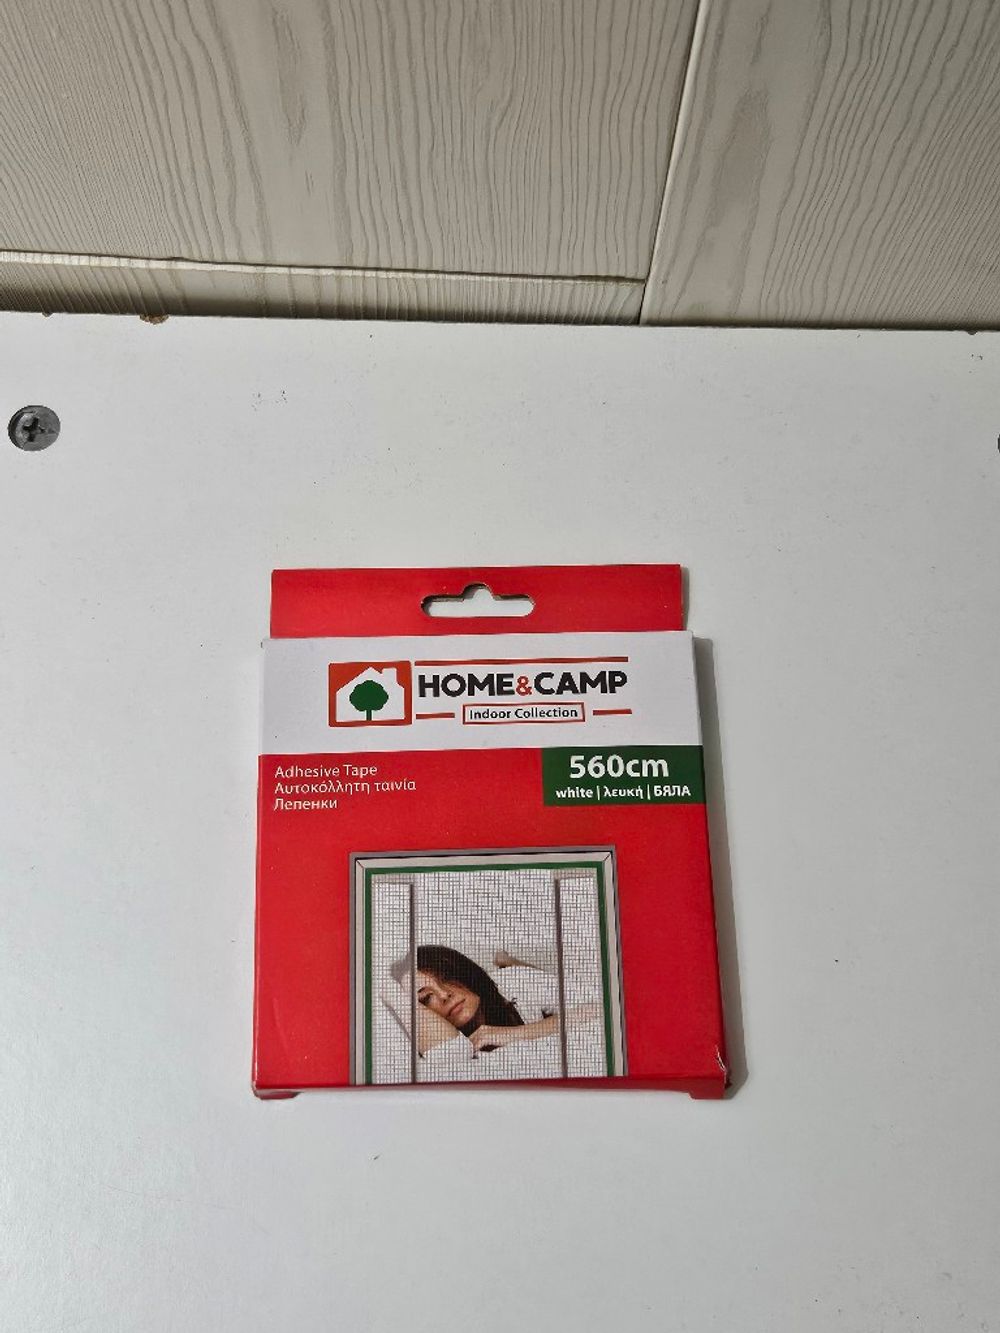 HOME&CAMP
Indoor Collection
Adhesive Tape
Αυτοκόλλητη ταινία
Лепенки
560cm
white | λευκή | БЯЛА